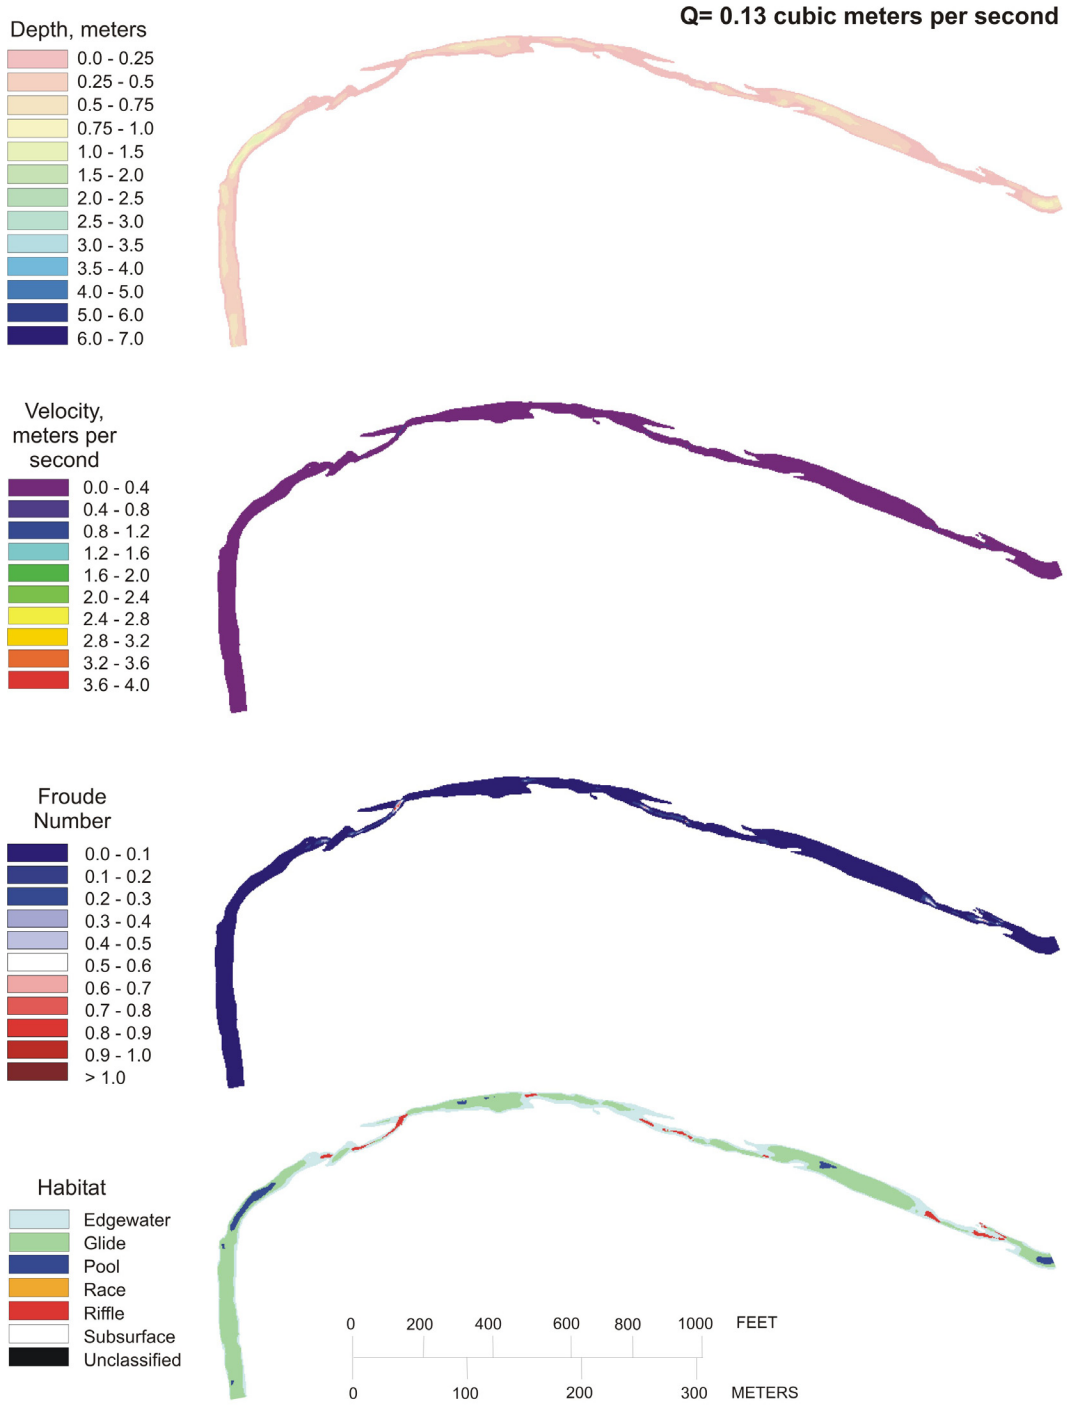 Q= 0.13 cubic meters per second
Depth, meters
0.0 - 0.25
0.25 - 0.5
0.5 - 0.75
0.75 - 1.0
1.0 - 1.5
1.5 - 2.0
2.0 - 2.5
2.5 - 3.0
3.0 - 3.5
3.5 - 4.0
4.0 - 5.0
5.0 - 6.0
6.0 - 7.0
Velocity,
meters per
second
0.0 - 0.4
0.4 - 0.8
0.8 - 1.2
1.2 - 1.6
1.6 - 2.0
2.0 - 2.4
2.4 - 2.8
2.8 - 3.2
3.2 - 3.6
3.6 - 4.0
Froude
Number
0.0 - 0.1
0.1 - 0.2
0.2 - 0.3
0.3 - 0.4
0.4 - 0.5
0.5 - 0.6
0.6 - 0.7
0.7 - 0.8
0.8 - 0.9
0.9 - 1.0
> 1.0
Habitat
Edgewater
Glide
Pool
Race
Riffle
Subsurface
Unclassified
0 200 400 600 800 1000 FEET
0 100 200 300 METERS